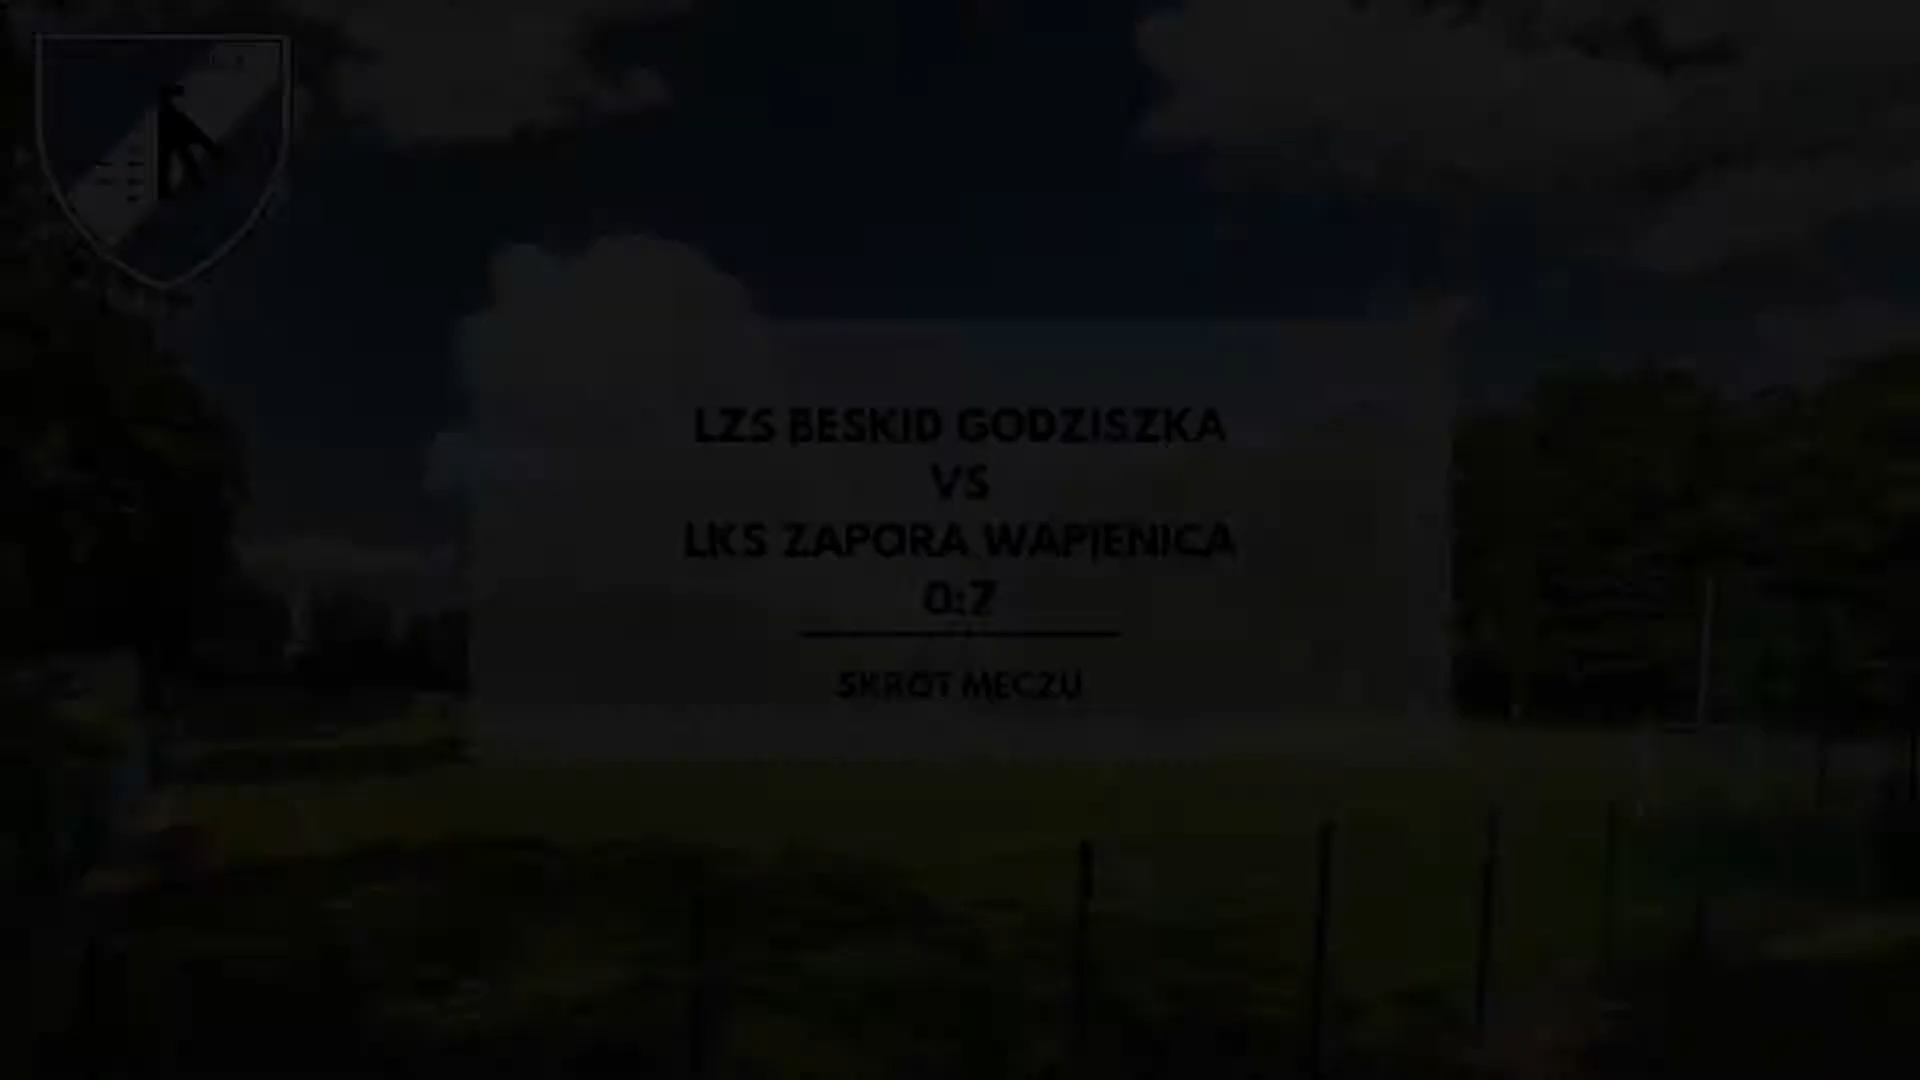 LZS BESKID GODZISZKA
VS
LKS ZAPORA WAPIENICA
0:7
SKRÓT MECZU